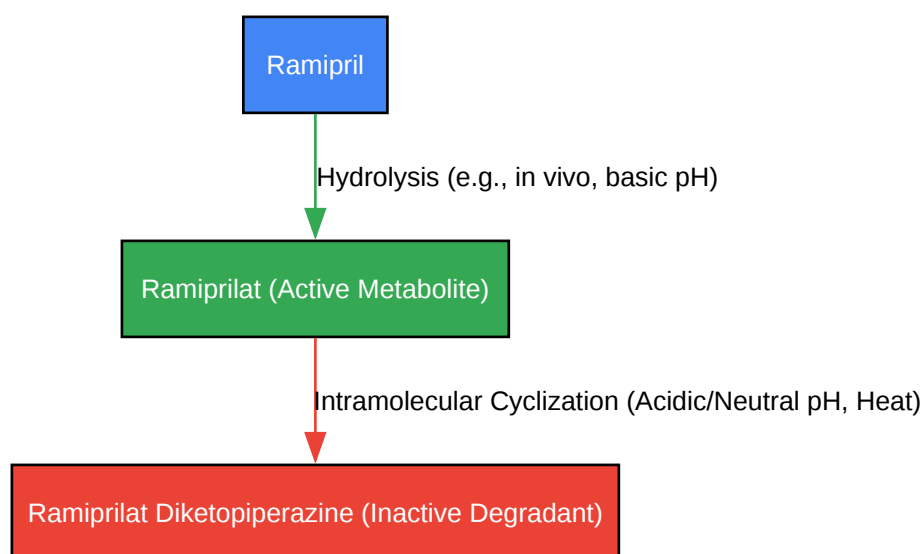 Ramipril
Hydrolysis (e.g., in vivo, basic pH)
Ramiprilat (Active Metabolite)
Intramolecular Cyclization (Acidic/Neutral pH, Heat)
Ramiprilat Diketopiperazine (Inactive Degradant)